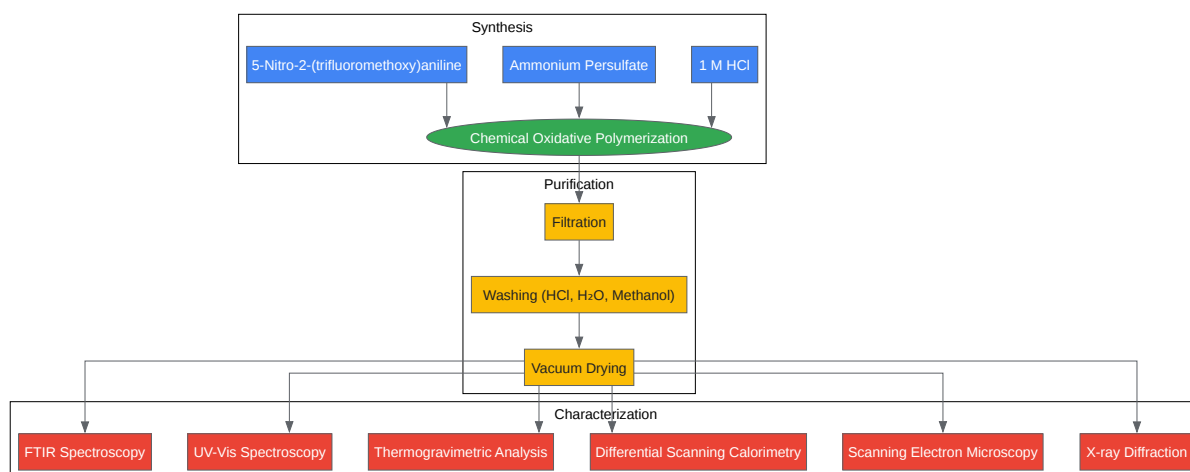 Synthesis
5-Nitro-2-(trifluoromethoxy)aniline
Ammonium Persulfate
1 M HCl
Chemical Oxidative Polymerization
Purification
Filtration
Washing (HCl, H₂O, Methanol)
Vacuum Drying
Characterization
FTIR Spectroscopy
UV-Vis Spectroscopy
Thermogravimetric Analysis
Differential Scanning Calorimetry
Scanning Electron Microscopy
X-ray Diffraction